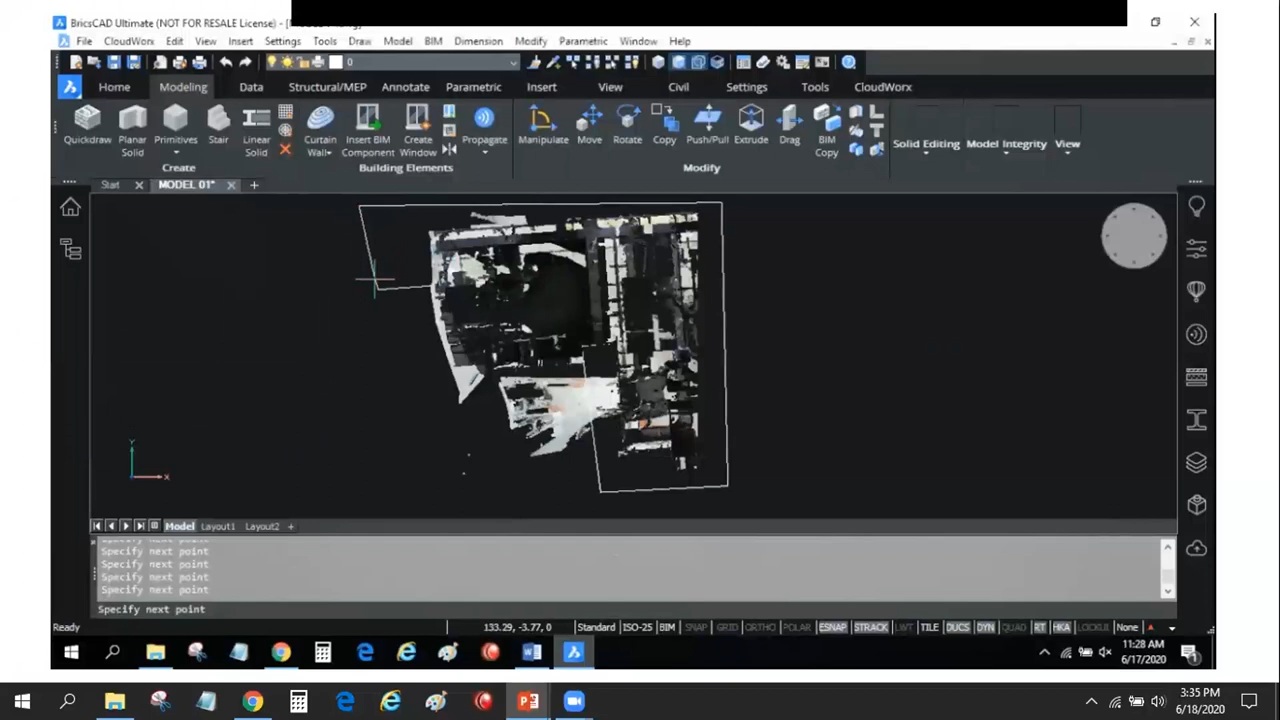 BricsCAD Ultimate (NOT FOR RESALE License) - [
File CloudWorx Edit View Insert Settings Tools Draw Model BIM Dimension Modify Parametric Window Help
0
Home Modeling Data Structural/MEP Annotate Parametric Insert View Civil Settings Tools CloudWorx
Quickdraw Planar Solid Primitives Stair Linear Solid Curtain Wall Insert BIM Component Create Window Propagate Manipulate Move Rotate Copy Push/Pull Extrude Drag BIM Copy Solid Editing Model Integrity View
Create Building Elements Modify
Start MODEL 01*
Y
X
Model Layout1 Layout2
Specify next point
Specify next point
Specify next point
Specify next point
Specify next point
Ready 133.29, -3.77, 0 Standard ISO-25 BIM SNAP GRID ORTHO POLAR ESNAP STRACK LWT TILE DUCS DYN QUAD RT HKA LOCKUI None
11:28 AM
6/17/2020
1
3:35 PM
6/18/2020